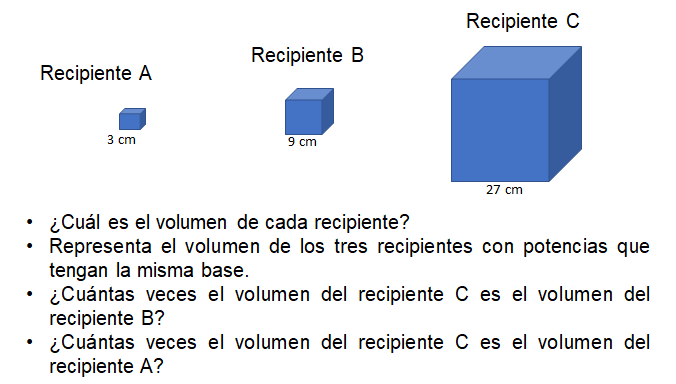 Recipiente C
Recipiente B
Recipiente A
3 cm
9 cm
27 cm
• ¿Cuál es el volumen de cada recipiente?
• Representa el volumen de los tres recipientes con potencias que
tengan la misma base.
• ¿Cuántas veces el volumen del recipiente C es el volumen del
recipiente B?
• ¿Cuántas veces el volumen del recipiente C es el volumen del
recipiente A?